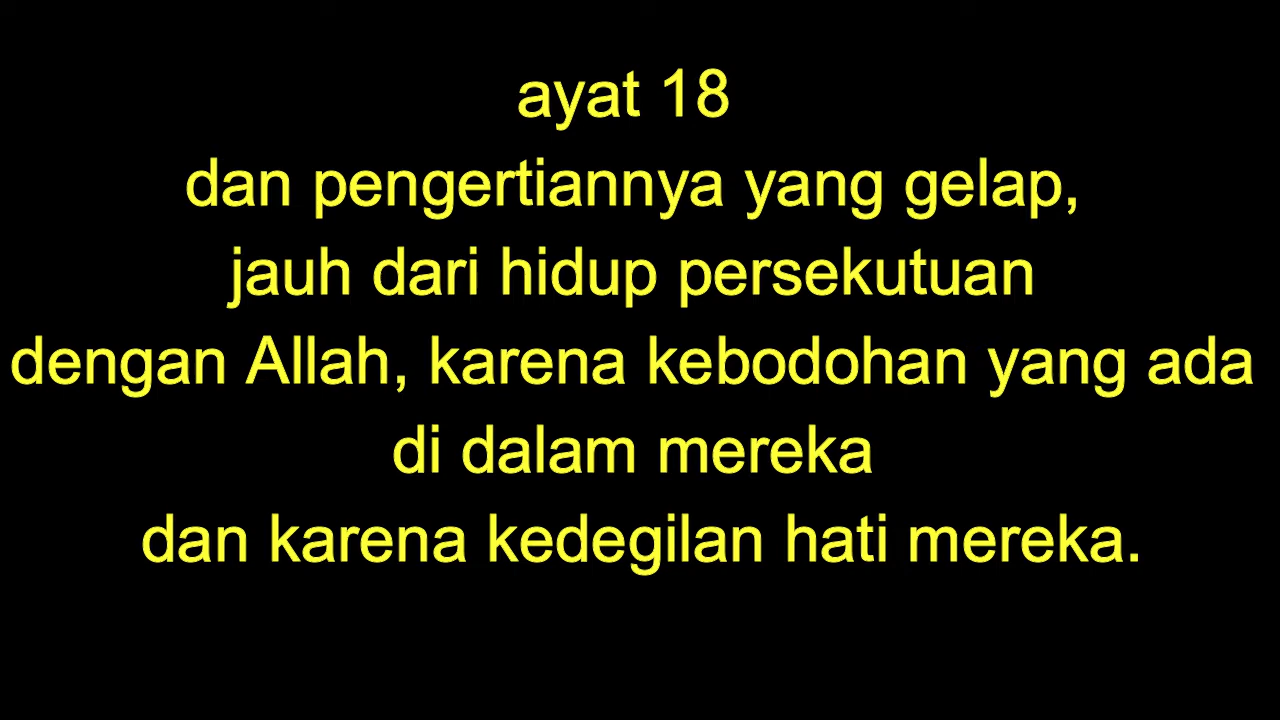 ayat 18
dan pengertiannya yang gelap,
jauh dari hidup persekutuan
dengan Allah, karena kebodohan yang ada
di dalam mereka
dan karena kedegilan hati mereka.